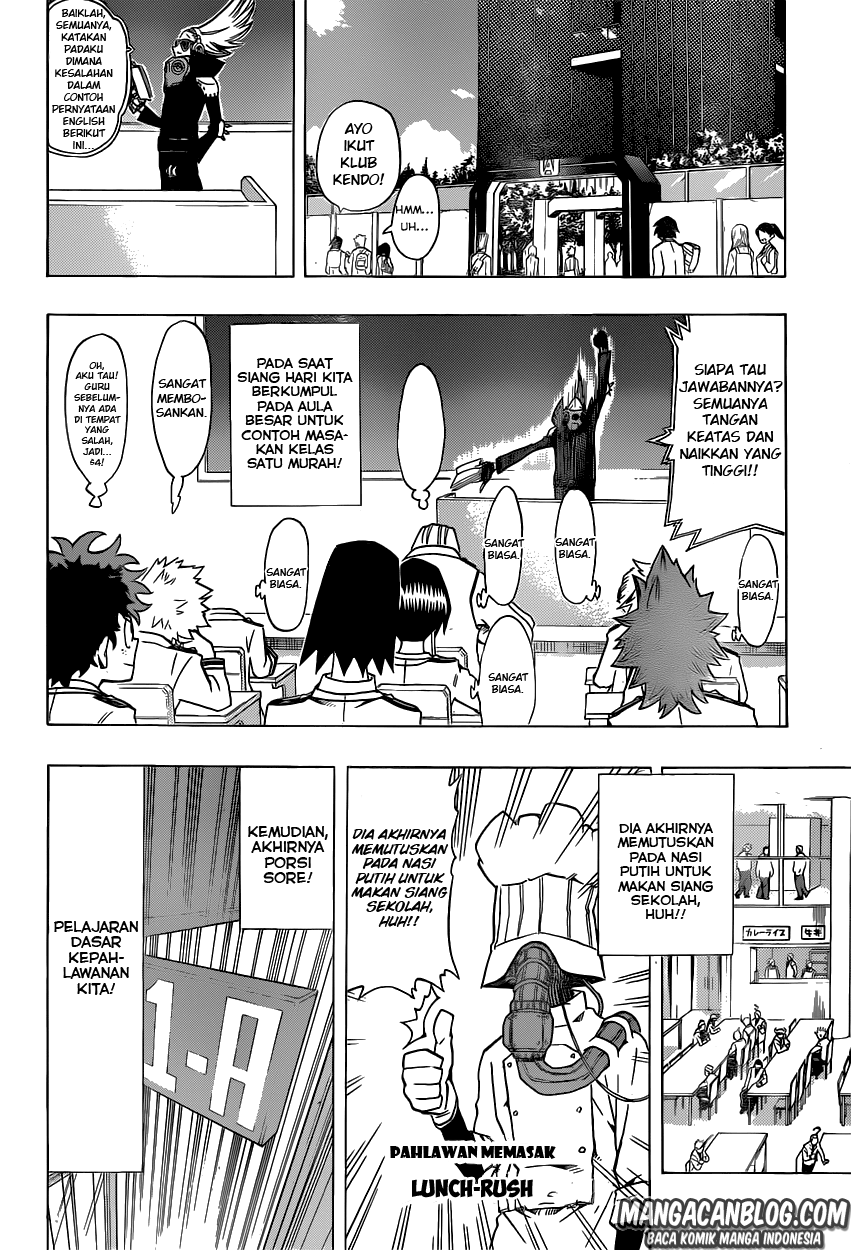 AYO
IKUT
KLUB
KENDO!
HMM...
UH...
BAIKLAH,
SEMUANYA,
KATAKAN
PADAKU
DIMANA
KESALAHAN
DALAM
CONTOH
PERNYATAAN
ENGLISH
BERIKUT
INI...
SIAPA TAU
JAWABANNYA?
SEMUANYA
TANGAN
KEATAS DAN
NAIKKAN YANG
TINGGI!!
PADA SAAT
SIANG HARI KITA
BERKUMPUL
PADA AULA
BESAR UNTUK
CONTOH MASA-
KAN KELAS
SATU MURAH!
SANGAT
MEMBO-
SANKAN.
OH,
AKU TAU!
GURU
SEBELUM-
NYA ADA
DI TEMPAT
YANG
SALAH,
JADI...
S4!
SANGAT
BIASA.
SANGAT
BIASA.
SANGAT
BIASA.
SANGAT
BIASA.
SANGAT
BIASA.
DIA AKHIRNYA
MEMUTUSKAN
PADA NASI
PUTIH UNTUK
MAKAN SIANG
SEKOLAH,
HUH!!
カレーライス
牛丼
DIA AKHIRNYA
MEMUTUSKAN
PADA NASI
PUTIH UNTUK
MAKAN SIANG
SEKOLAH,
HUH!!
PAHLAWAN MEMASAK
LUNCH-RUSH
KEMUDIAN,
AKHIRNYA
PORSI
SORE!
PELAJARAN
DASAR
KEPAH-
LAWANAN
KITA!
1-A
IMANGACANBLOG.COM
BACA KOMIK MANGA INDONESIA